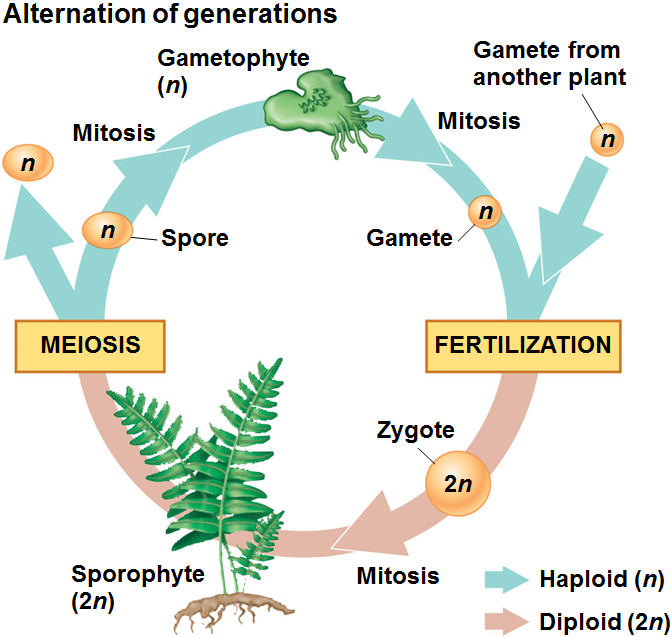 Alternation of generations
Gametophyte
(n)
Gamete from
another plant
Mitosis
Mitosis
n
n
n
Spore
n
Gamete
MEIOSIS
FERTILIZATION
Zygote
2n
Sporophyte
(2n)
Mitosis
Haploid (n)
Diploid (2n)